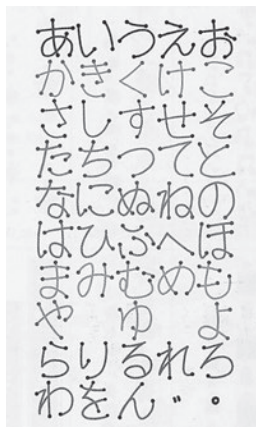 あいうえお
かきくけこ
さしすせそ
たちつてと
なにぬねの
はひふへほ
まみむめも
や ゆ よ
らりるれろ
わをん゛゜